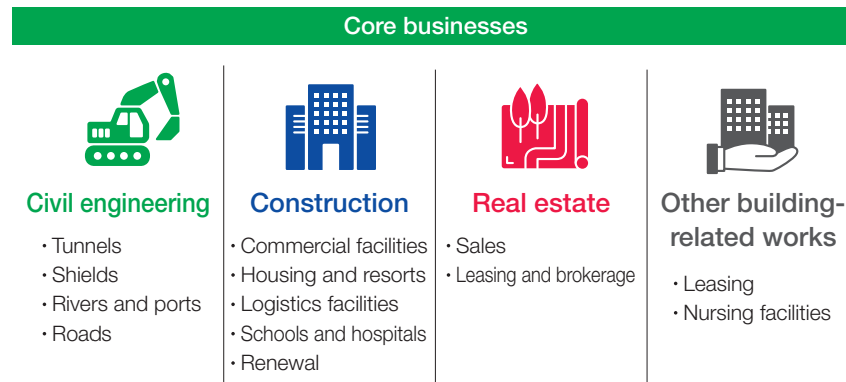 Core businesses
Civil engineering
・Tunnels
・Shields
・Rivers and ports
・Roads
Construction
・Commercial facilities
・Housing and resorts
・Logistics facilities
・Schools and hospitals
・Renewal
Real estate
・Sales
・Leasing and brokerage
Other building-
related works
・Leasing
・Nursing facilities